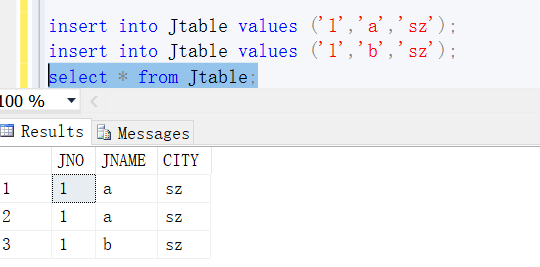 insert into Jtable values ('1','a','sz');
insert into Jtable values ('1','b','sz');
select * from Jtable;
100 %
Results Messages
JNO JNAME CITY
1 1 a sz
2 1 a sz
3 1 b sz